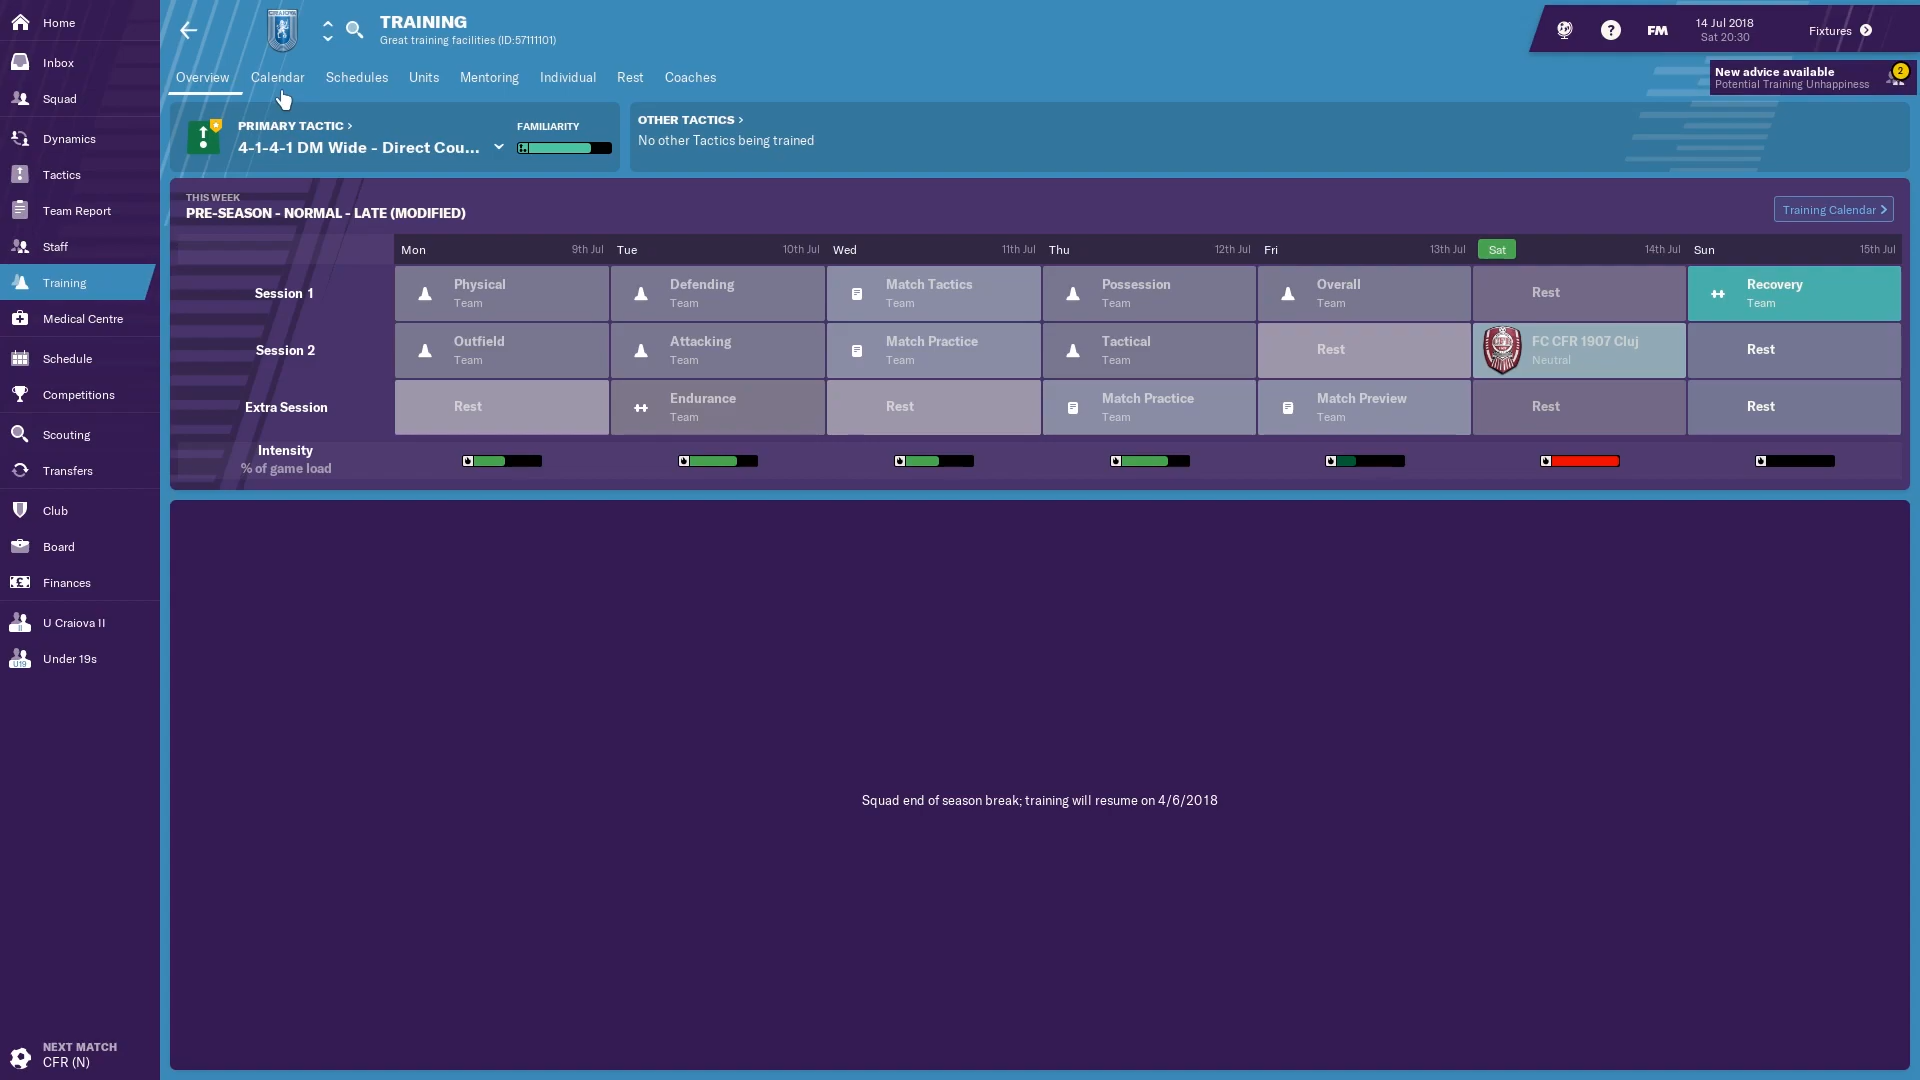 Home
Inbox
Squad
Dynamics
Tactics
Team Report
Staff
Training
Medical Centre
Schedule
Competitions
Scouting
Transfers
Club
Board
Finances
U Craiova II
Under 19s
NEXT MATCH
CFR (N)
TRAINING
Great training facilities (ID:57111101)
FM
14 Jul 2018
Sat 20:30
Fixtures
Overview
Calendar
Schedules
Units
Mentoring
Individual
Rest
Coaches
New advice available
Potential Training Unhappiness
2
PRIMARY TACTIC >
4-1-4-1 DM Wide - Direct Cou...
FAMILIARITY
OTHER TACTICS >
No other Tactics being trained
THIS WEEK
PRE-SEASON - NORMAL - LATE (MODIFIED)
Training Calendar >
Mon 9th Jul
Tue 10th Jul
Wed 11th Jul
Thu 12th Jul
Fri 13th Jul
Sat 14th Jul
Sun 15th Jul
Session 1
Physical
Team
Defending
Team
Match Tactics
Team
Possession
Team
Overall
Team
Rest
Recovery
Team
Session 2
Outfield
Team
Attacking
Team
Match Practice
Team
Tactical
Team
Rest
FC CFR 1907 Cluj
Neutral
Rest
Extra Session
Rest
Endurance
Team
Rest
Match Practice
Team
Match Preview
Team
Rest
Rest
Intensity
% of game load
Squad end of season break; training will resume on 4/6/2018